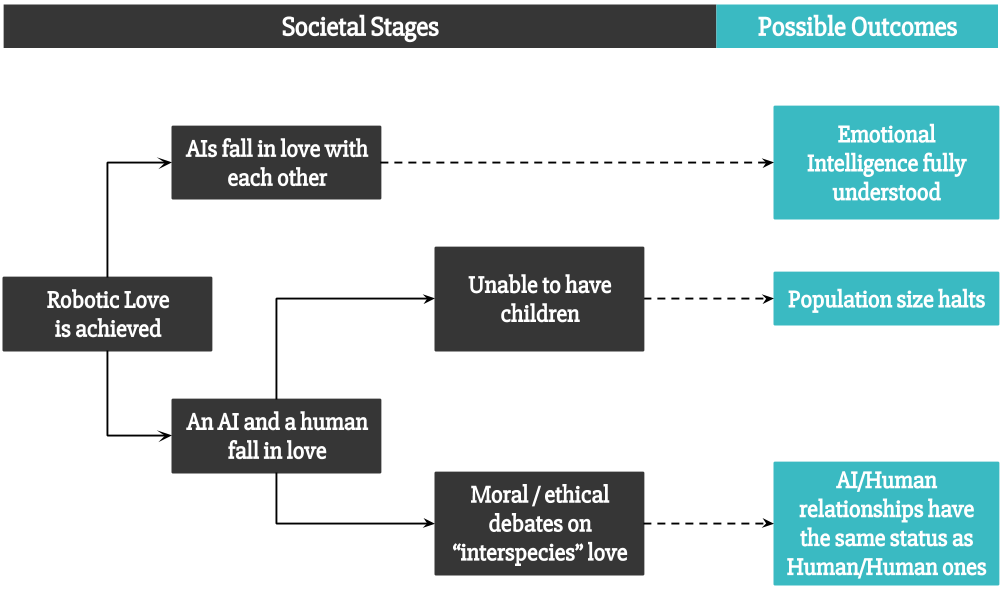 Societal Stages
Possible Outcomes
AIs fall in love with
each other
Emotional
Intelligence fully
understood
Robotic Love
is achieved
Unable to have
children
Population size halts
An AI and a human
fall in love
Moral / ethical
debates on
“interspecies” love
AI/Human
relationships have
the same status as
Human/Human ones